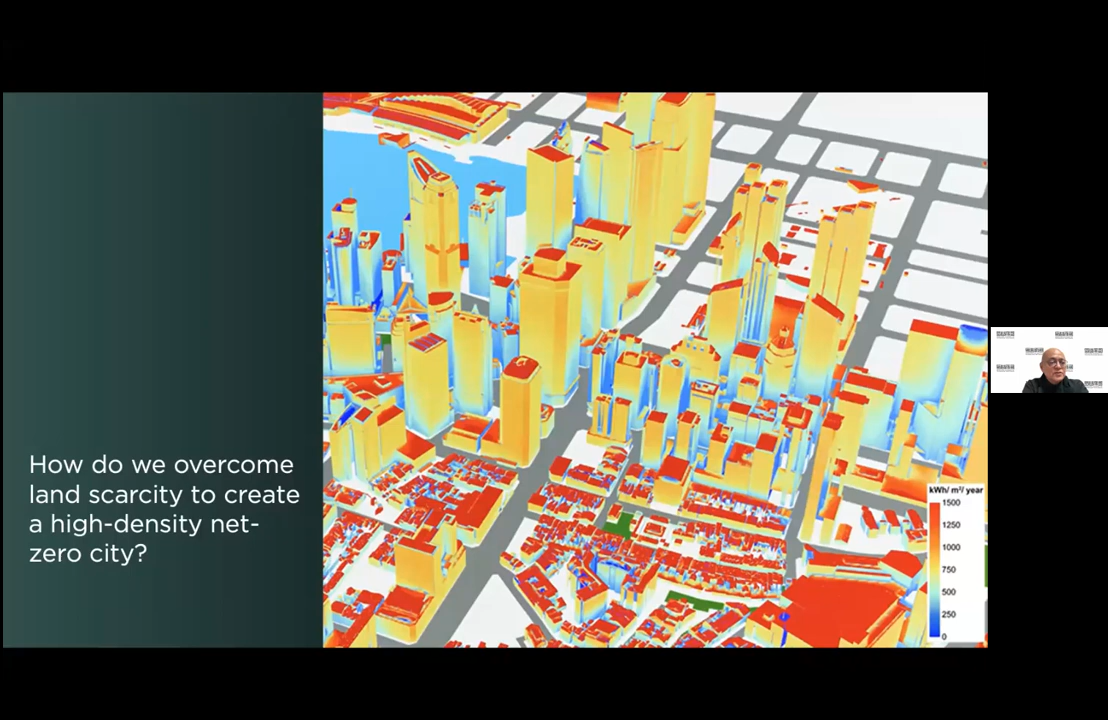 How do we overcome
land scarcity to create
a high-density net-
zero city?
kWh/ m²/ year
1500
1250
1000
750
500
250
0